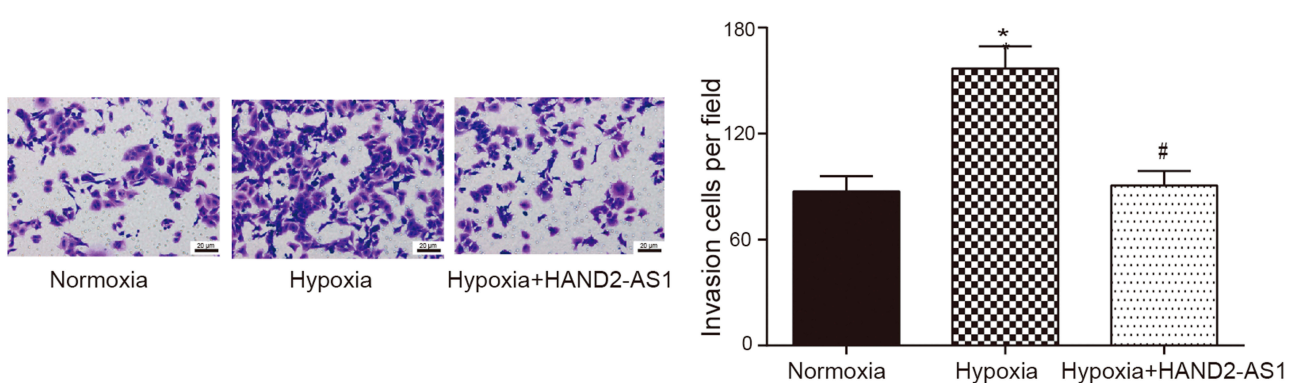 20 μm
20 μm
20 μm
Normoxia
Hypoxia
Hypoxia+HAND2-AS1
Invasion cells per field
180
120
60
0
*
*
#
Normoxia
Hypoxia
Hypoxia+HAND2-AS1